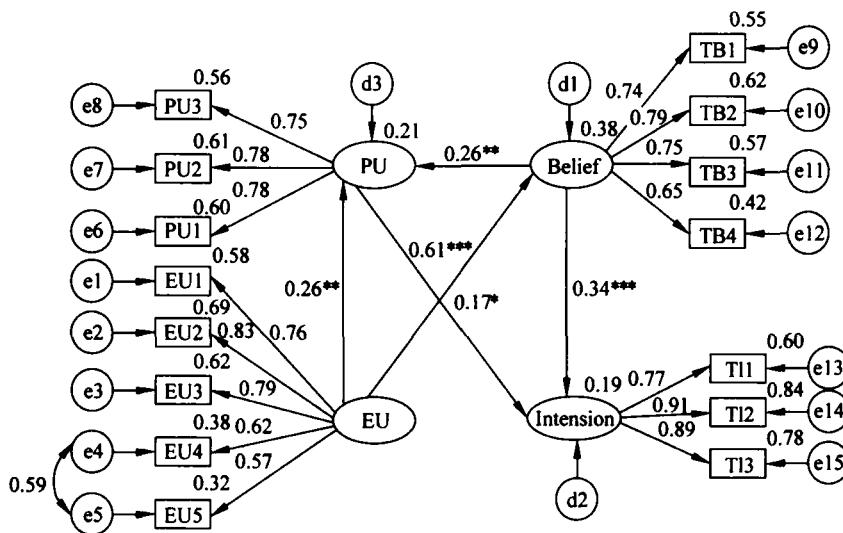 0.55
TB1
e9
0.74
0.62
TB2
e10
0.79
0.38
0.57
TB3
e11
0.75
0.65
0.42
TB4
e12
d3
d1
0.56
e8
PU3
0.75
0.21
0.61
e7
PU2
0.78
PU
0.26**
Belief
0.78
0.60
e6
PU1
0.58
e1
EU1
0.26**
0.61***
0.17*
0.34***
0.69
e2
EU2
0.83
0.76
0.62
e3
EU3
0.79
0.38
e4
EU4
0.62
EU
0.57
0.59
0.32
e5
EU5
0.60
0.19
0.77
Tl1
e13
0.84
Intension
0.91
Tl2
e14
0.89
0.78
Tl3
e15
d2